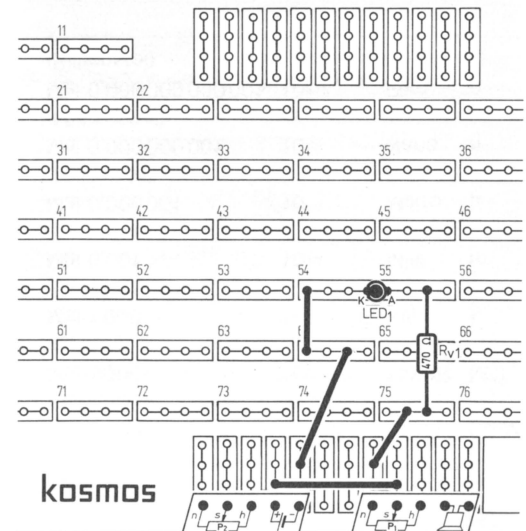 11
21 22
31 32 33 34 35 36
41 42 43 44 45 46
51 52 53 54 55 56
K A
LED1
61 62 63 65 66
470 Ω Rv1
71 72 73 74 75 76
kosmos
n s h + − n s h
P2 P1